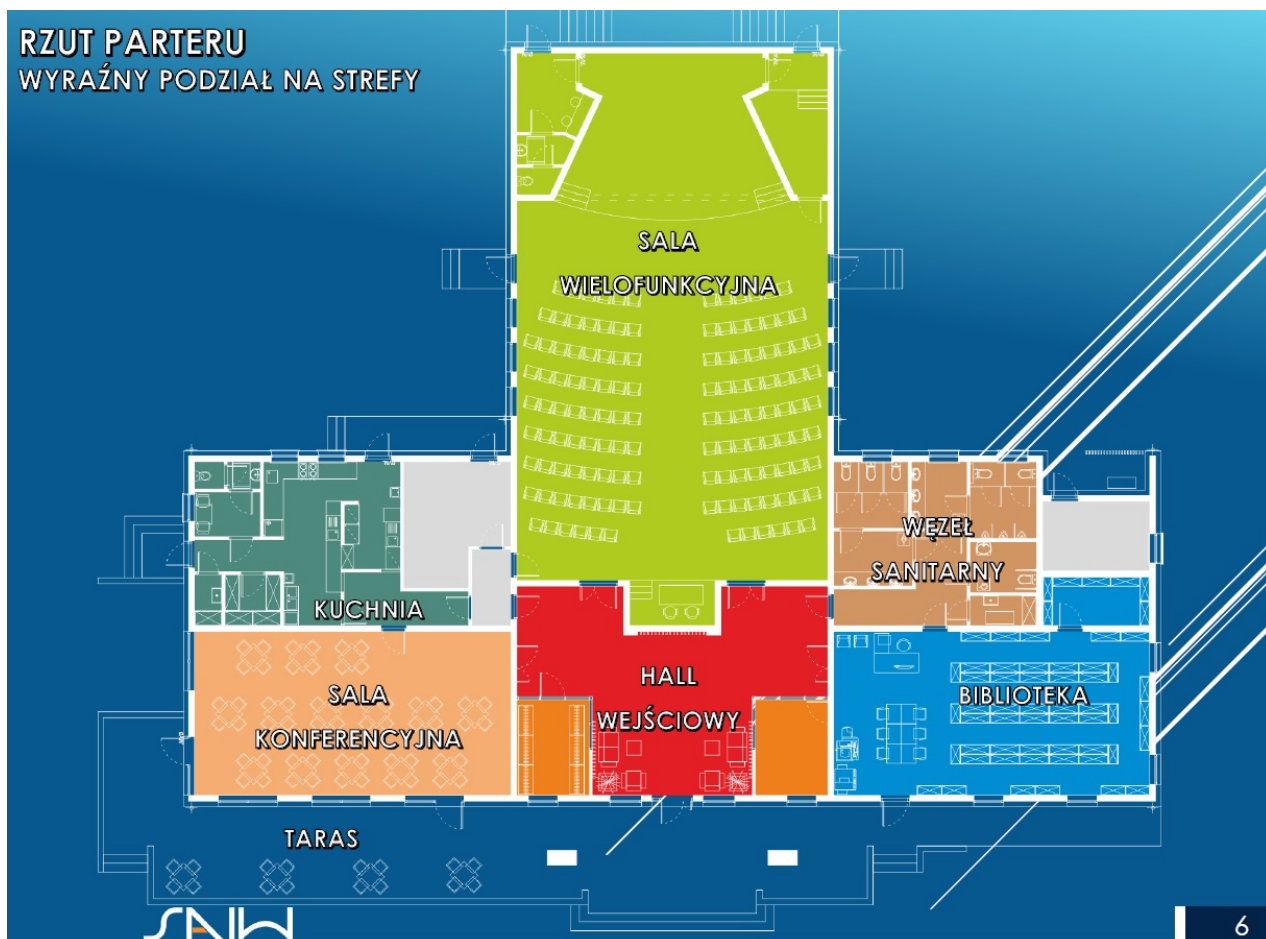 RZUT PARTERU
WYRAŹNY PODZIAŁ NA STREFY
SALA
WIELOFUNKCYJNA
WĘZEŁ
SANITARNY
KUCHNIA
SALA
KONFERENCYJNA
HALL
WEJŚCIOWY
BIBLIOTEKA
TARAS
6